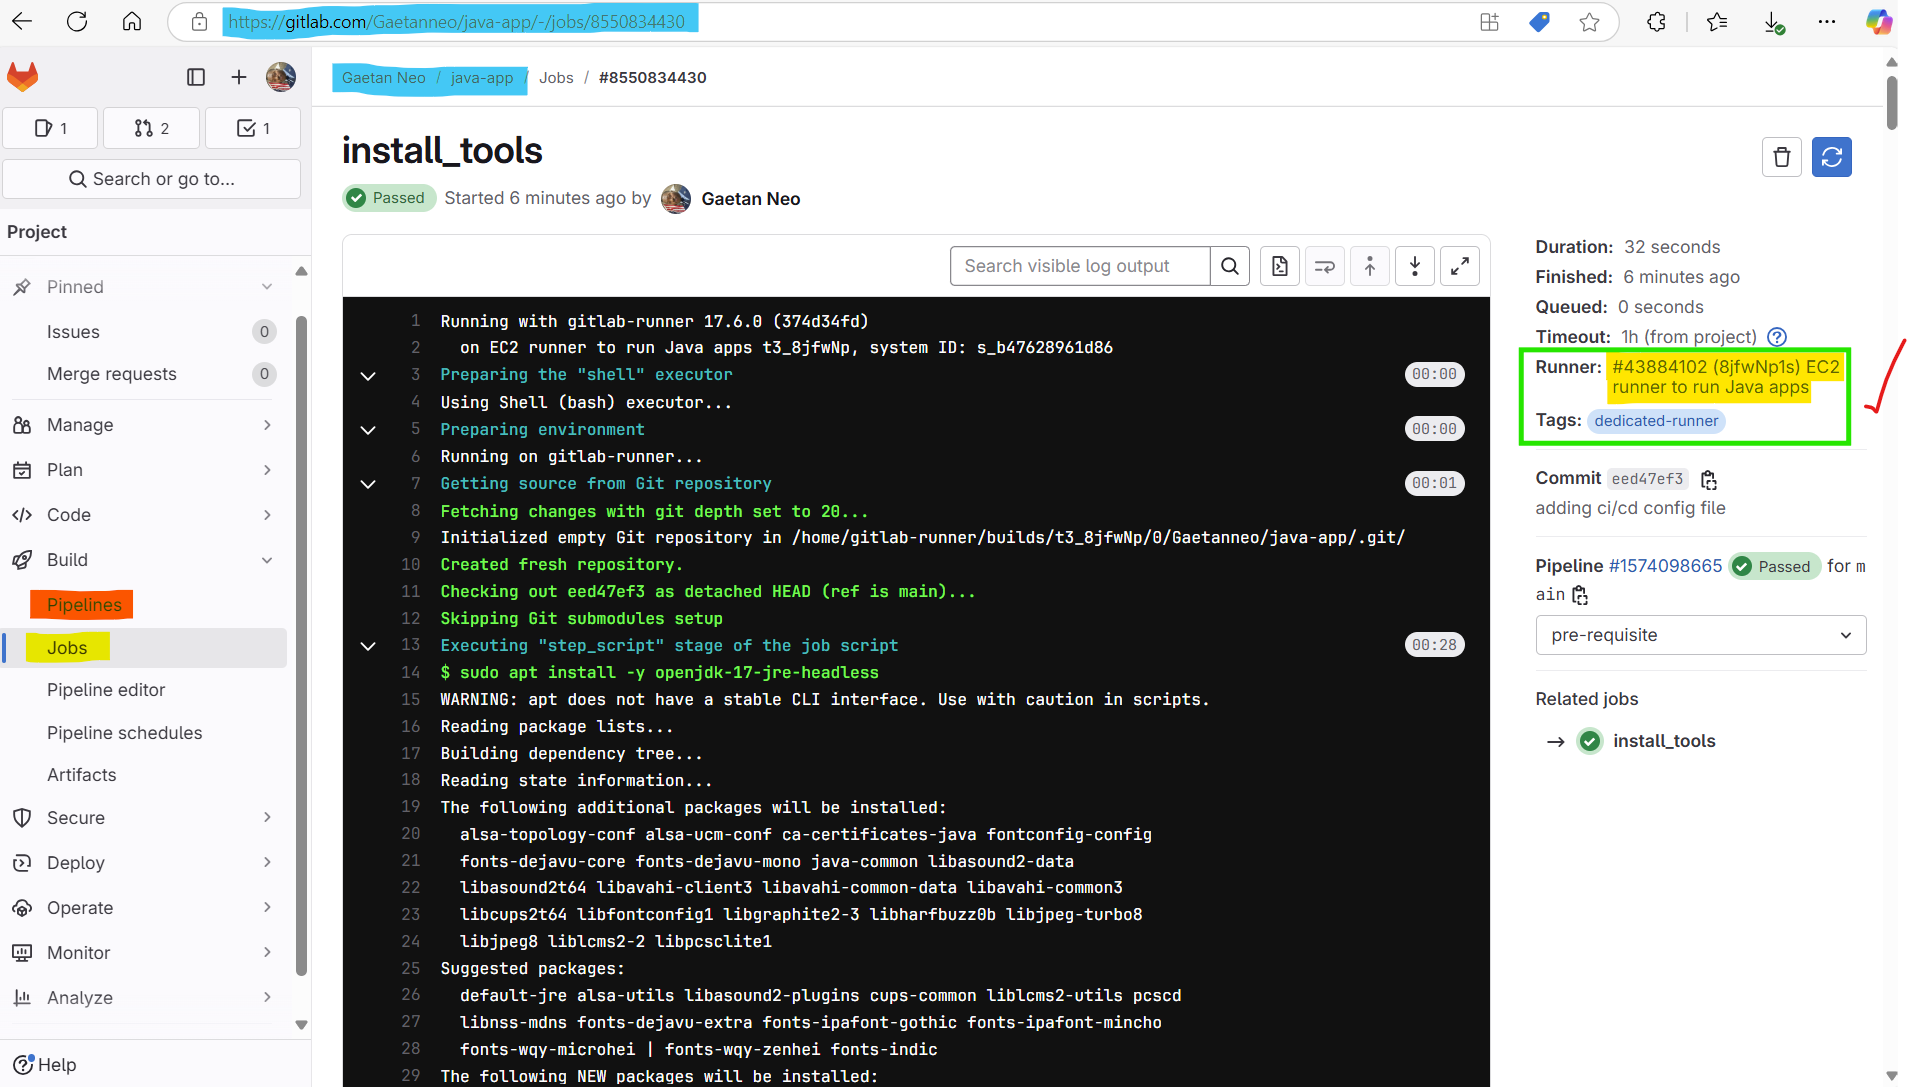 https://gitlab.com/Gaetanneo/java-app/-/jobs/8550834430
Gaetan Neo / java-app / Jobs / #8550834430
1
2
1
Search or go to...
Project
Pinned
Issues 0
Merge requests 0
Manage
Plan
Code
Build
Pipelines
Jobs
Pipeline editor
Pipeline schedules
Artifacts
Secure
Deploy
Operate
Monitor
Analyze
Help
install_tools
Passed Started 6 minutes ago by Gaetan Neo
Search visible log output
1 Running with gitlab-runner 17.6.0 (374d34fd)
2 on EC2 runner to run Java apps t3_8jfwNp, system ID: s_b47628961d86
3 Preparing the "shell" executor 00:00
4 Using Shell (bash) executor...
5 Preparing environment 00:00
6 Running on gitlab-runner...
7 Getting source from Git repository 00:01
8 Fetching changes with git depth set to 20...
9 Initialized empty Git repository in /home/gitlab-runner/builds/t3_8jfwNp/0/Gaetanneo/java-app/.git/
10 Created fresh repository.
11 Checking out eed47ef3 as detached HEAD (ref is main)...
12 Skipping Git submodules setup
13 Executing "step_script" stage of the job script 00:28
14 $ sudo apt install -y openjdk-17-jre-headless
15 WARNING: apt does not have a stable CLI interface. Use with caution in scripts.
16 Reading package lists...
17 Building dependency tree...
18 Reading state information...
19 The following additional packages will be installed:
20 alsa-topology-conf alsa-ucm-conf ca-certificates-java fontconfig-config
21 fonts-dejavu-core fonts-dejavu-mono java-common libasound2-data
22 libasound2t64 libavahi-client3 libavahi-common-data libavahi-common3
23 libcups2t64 libfontconfig1 libgraphite2-3 libharfbuzz0b libjpeg-turbo8
24 libjpeg8 liblcms2-2 libpcsclite1
25 Suggested packages:
26 default-jre alsa-utils libasound2-plugins cups-common liblcms2-utils pcscd
27 libnss-mdns fonts-dejavu-extra fonts-ipafont-gothic fonts-ipafont-mincho
28 fonts-wqy-microhei | fonts-wqy-zenhei fonts-indic
29 The following NEW packages will be installed:
Duration: 32 seconds
Finished: 6 minutes ago
Queued: 0 seconds
Timeout: 1h (from project)
Runner: #43884102 (8jfwNp1s) EC2
runner to run Java apps
Tags: dedicated-runner
Commit eed47ef3
adding ci/cd config file
Pipeline #1574098665 Passed for m
ain
pre-requisite
Related jobs
install_tools